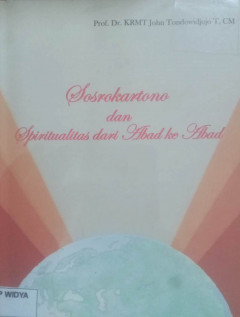 Prof. Dr. KRMT John Tondowidjojo T, CM
Sosrokartono
dan
Spiritualitas dari Abad ke Abad
P WIDYA